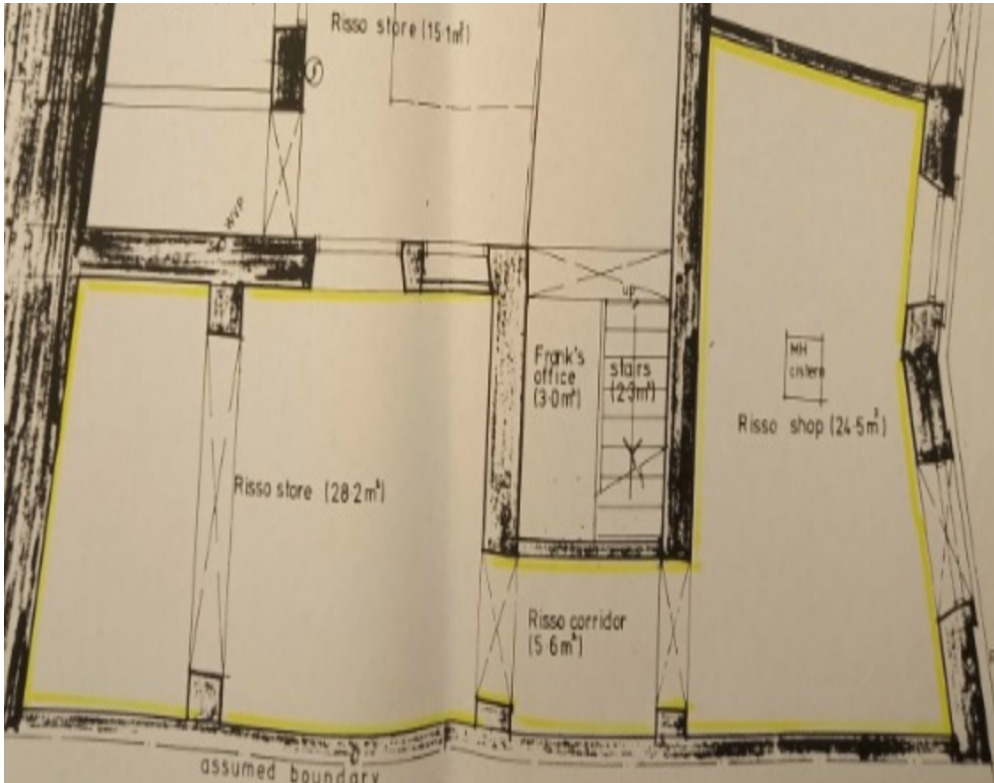 Risso store (15·1m²)
WVP
up
Frank's
office
(3·0m²)
stairs
(2·3m²)
MH
cistern
Risso shop (24·5m²)
Risso store (28·2m²)
Risso corridor
(5·6m²)
assumed boundary